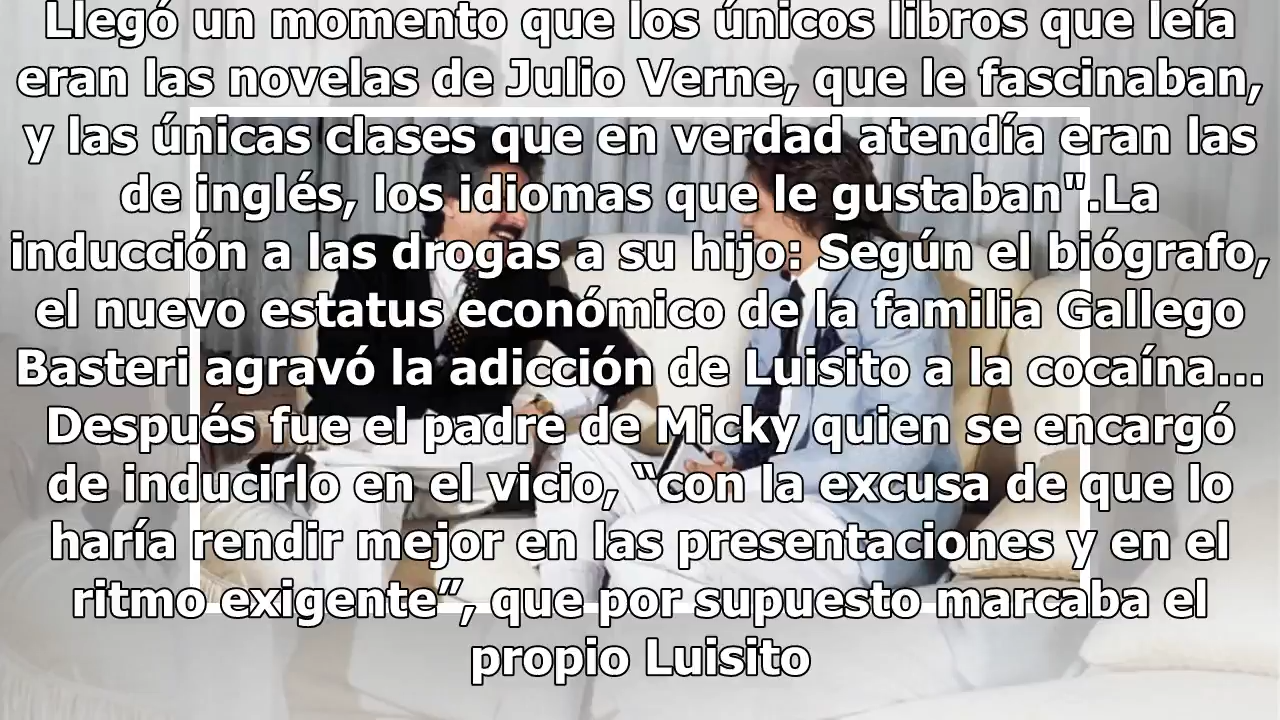 Llegó un momento que los únicos libros que leía
eran las novelas de Julio Verne, que le fascinaban,
y las únicas clases que en verdad atendía eran las
de inglés, los idiomas que le gustaban".La
inducción a las drogas a su hijo: Según el biógrafo,
el nuevo estatus económico de la familia Gallego
Basteri agravó la adicción de Luisito a la cocaína...
Después fue el padre de Micky quien se encargó
de inducirlo en el vicio, “con la excusa de que lo
haría rendir mejor en las presentaciones y en el
ritmo exigente”, que por supuesto marcaba el
propio Luisito